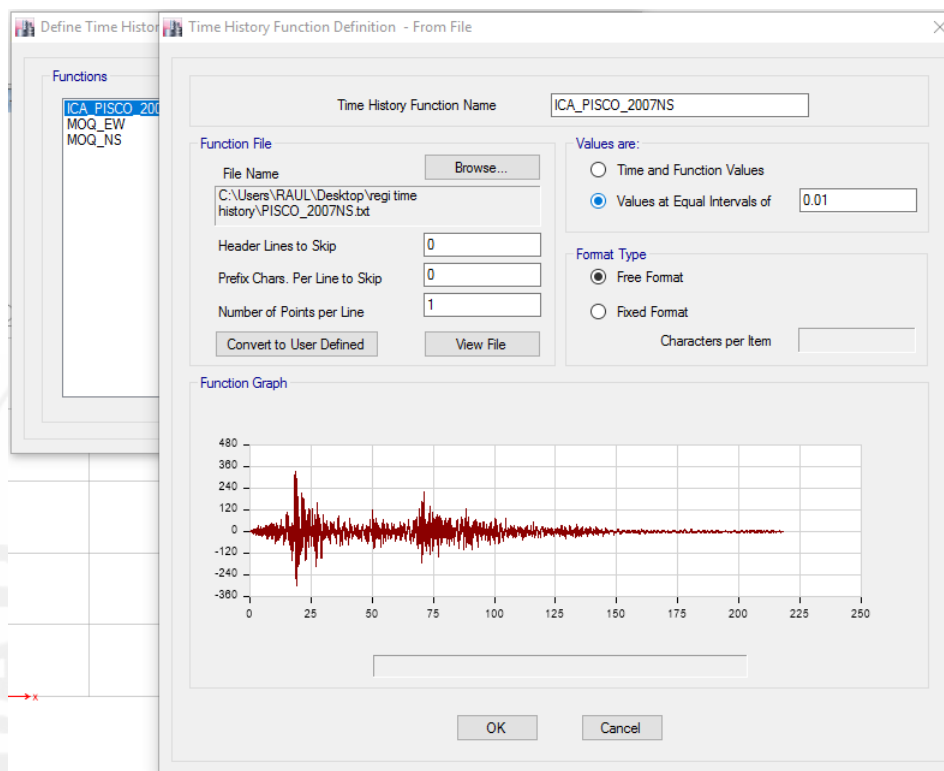 Define Time Histor
Time History Function Definition - From File
Functions
ICA_PISCO_200
MOQ_EW
MOQ_NS
Time History Function Name
ICA_PISCO_2007NS
Function File
File Name
Browse...
C:\Users\RAUL\Desktop\regi time
history\PISCO_2007NS.txt
Header Lines to Skip
0
Prefix Chars. Per Line to Skip
0
Number of Points per Line
1
Convert to User Defined
View File
Values are:
Time and Function Values
Values at Equal Intervals of
0.01
Format Type
Free Format
Fixed Format
Characters per Item
Function Graph
480
360
240
120
0
-120
-240
-360
0 25 50 75 100 125 150 175 200 225 250
x
OK
Cancel